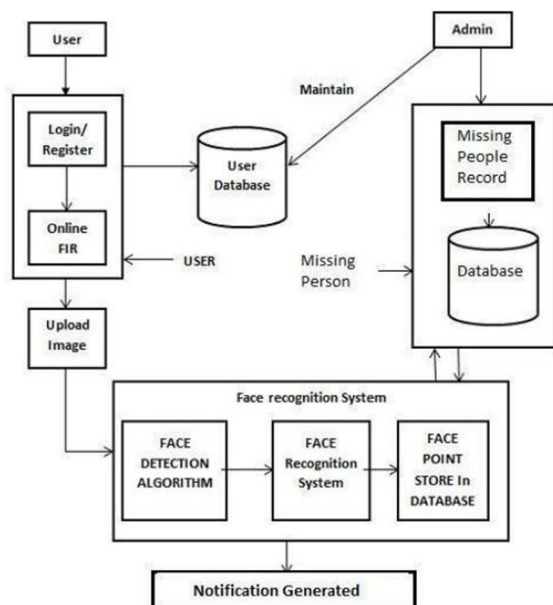 User
Admin
Maintain
Login/
Register
User
Database
Missing
People
Record
Online
FIR
USER
Missing
Person
Database
Upload
Image
Face recognition System
FACE
DETECTION
ALGORITHM
FACE
Recognition
System
FACE
POINT
STORE In
DATABASE
Notification Generated